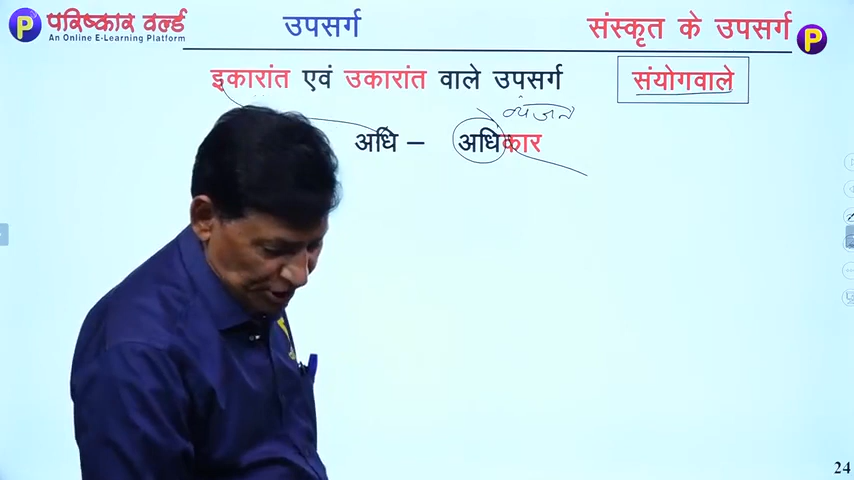 परिष्कार वर्ल्ड
An Online E-Learning Platform
उपसर्ग
संस्कृत के उपसर्ग
इकारांत एवं उकारांत वाले उपसर्ग
संयोगवाले
व्यंजन
अधि – अधिकार
24